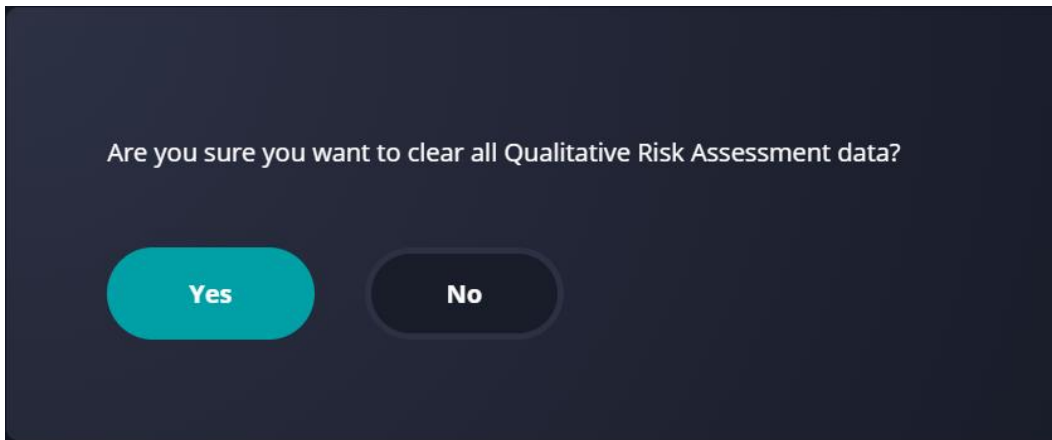 Are you sure you want to clear all Qualitative Risk Assessment data?
Yes No